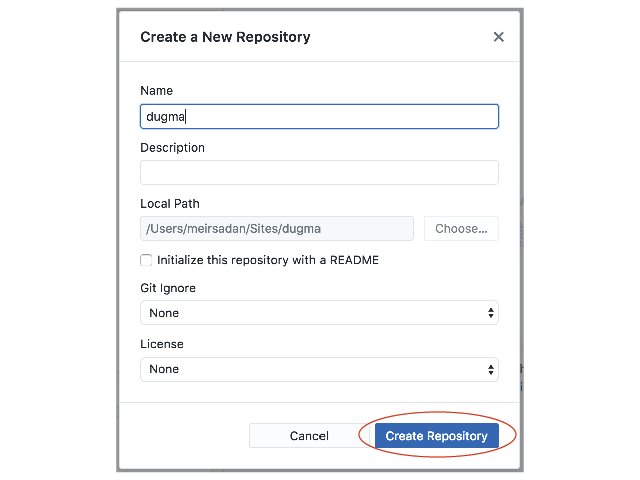 Create a New Repository
Name
dugma
Description
Local Path
/Users/meirsadan/Sites/dugma
Choose...
Initialize this repository with a README
Git Ignore
None
License
None
Cancel
Create Repository